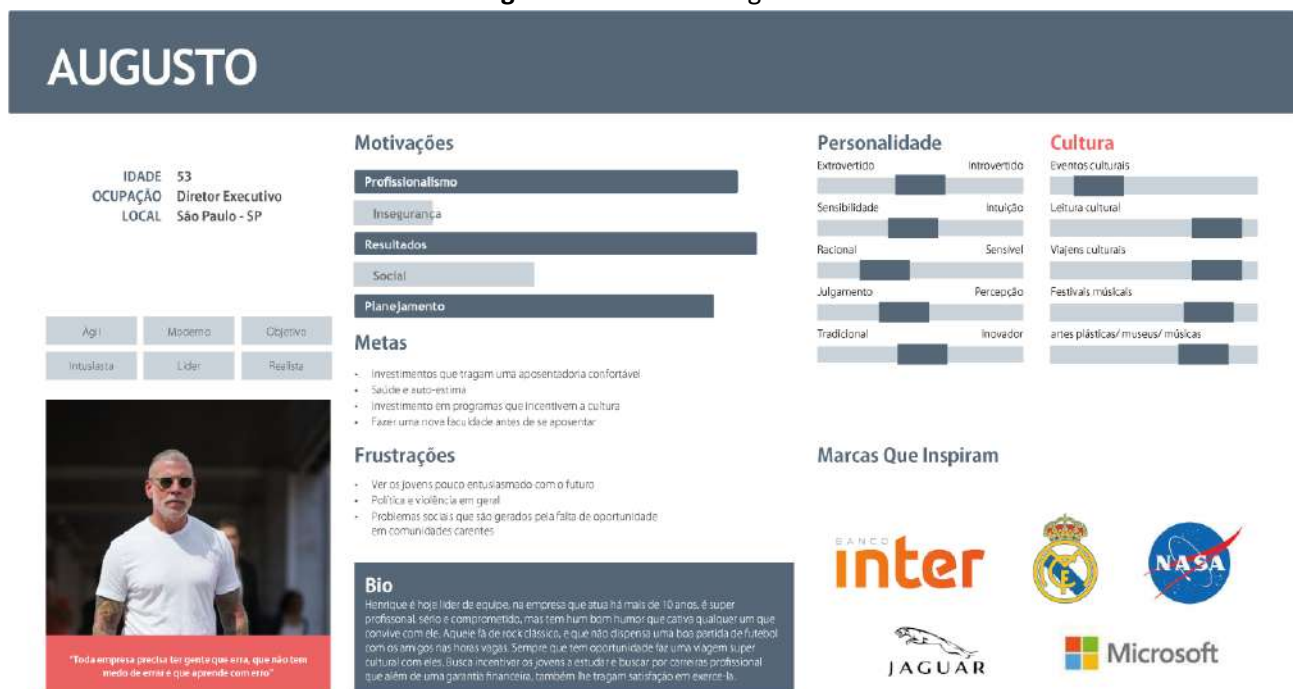 AUGUSTO
IDADE 53
OCUPAÇÃO Diretor Executivo
LOCAL São Paulo - SP
Ágil Moderno Objetivo
Intusiasta Líder Realista
"Toda empresa precisa ter gente que erra, que não tem
medo de errar e que aprende com erro"
Motivações
Profissionalismo
Insegurança
Resultados
Social
Planejamento
Metas
• Investimentos que tragam uma aposentadoria confortável
• Saúde e auto-estima
• Investimento em programas que incentivem a cultura
• Fazer uma nova faculdade antes de se aposentar
Frustrações
• Ver os jovens pouco entusiasmado com o futuro
• Política e violência em geral
• Problemas sociais que são gerados pela falta de oportunidade
em comunidades carentes
Bio
Henrique é hoje líder de equipe, na empresa que atua há mais de 10 anos, é super
profissonal, sério e comprometido, mas tem hum bom humor que cativa qualquer um que
convive com ele. Aquele fã de rock clássico, e que não dispensa uma boa partida de futebol
com os amigos nas horas vagas. Sempre que tem oportunidade faz uma viagem super
cultural com eles. Busca incentivar os jovens a estudar e buscar por carreiras profissional
que além de uma garantia financeira, também lhe tragam satisfação em exerce-la.
Personalidade
Extrovertido Introvertido
Sensibilidade Intuição
Racional Sensível
Julgamento Percepção
Tradicional Inovador
Cultura
Eventos culturais
Leitura cultural
Viajens culturais
Festivais músicais
artes plásticas/ museus/ músicas
Marcas Que Inspiram
BANCO
inter
NASA
JAGUAR
Microsoft